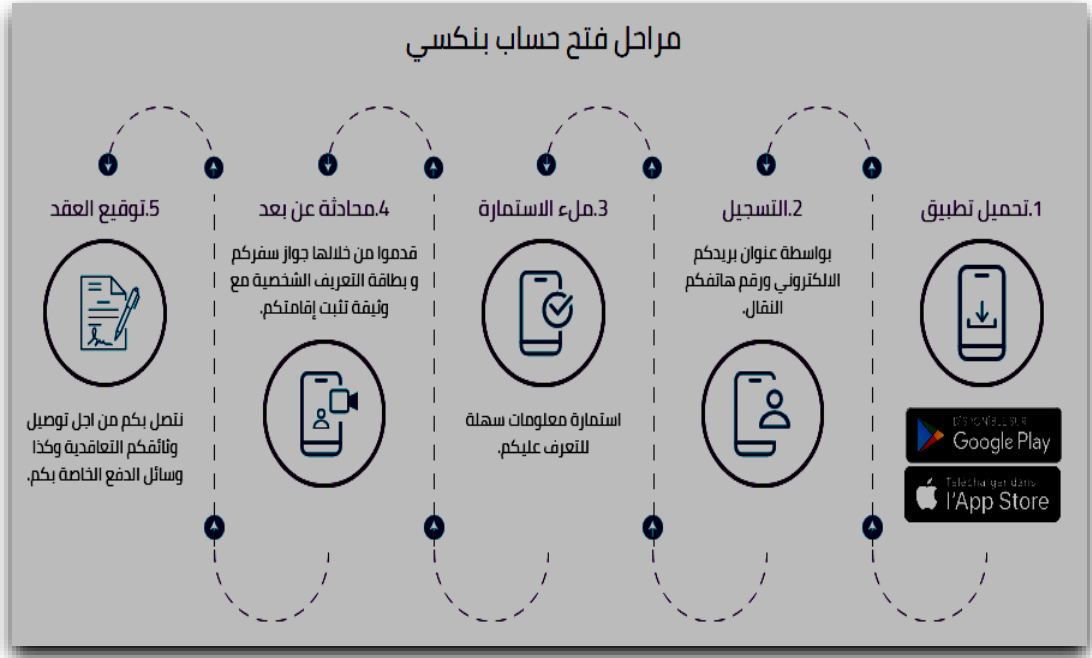 مراحل فتح حساب بنكسي
1.تحميل تطبيق
DISPONIBLE SUR
Google Play
Télécharger dans
l'App Store
2.التسجيل
بواسطة عنوان بريدكم
الالكتروني ورقم هاتفكم
النقال.
3.ملء الاستمارة
استمارة معلومات سهلة
للتعرف عليكم.
4.محادثة عن بعد
قدموا من خلالها جواز سفركم
و بطاقة التعريف الشخصية مع
وثيقة تثبت إقامتكم.
5.توقيع العقد
نتصل بكم من اجل توصيل
وثائقكم التعاقدية وكذا
وسائل الدفع الخاصة بكم.